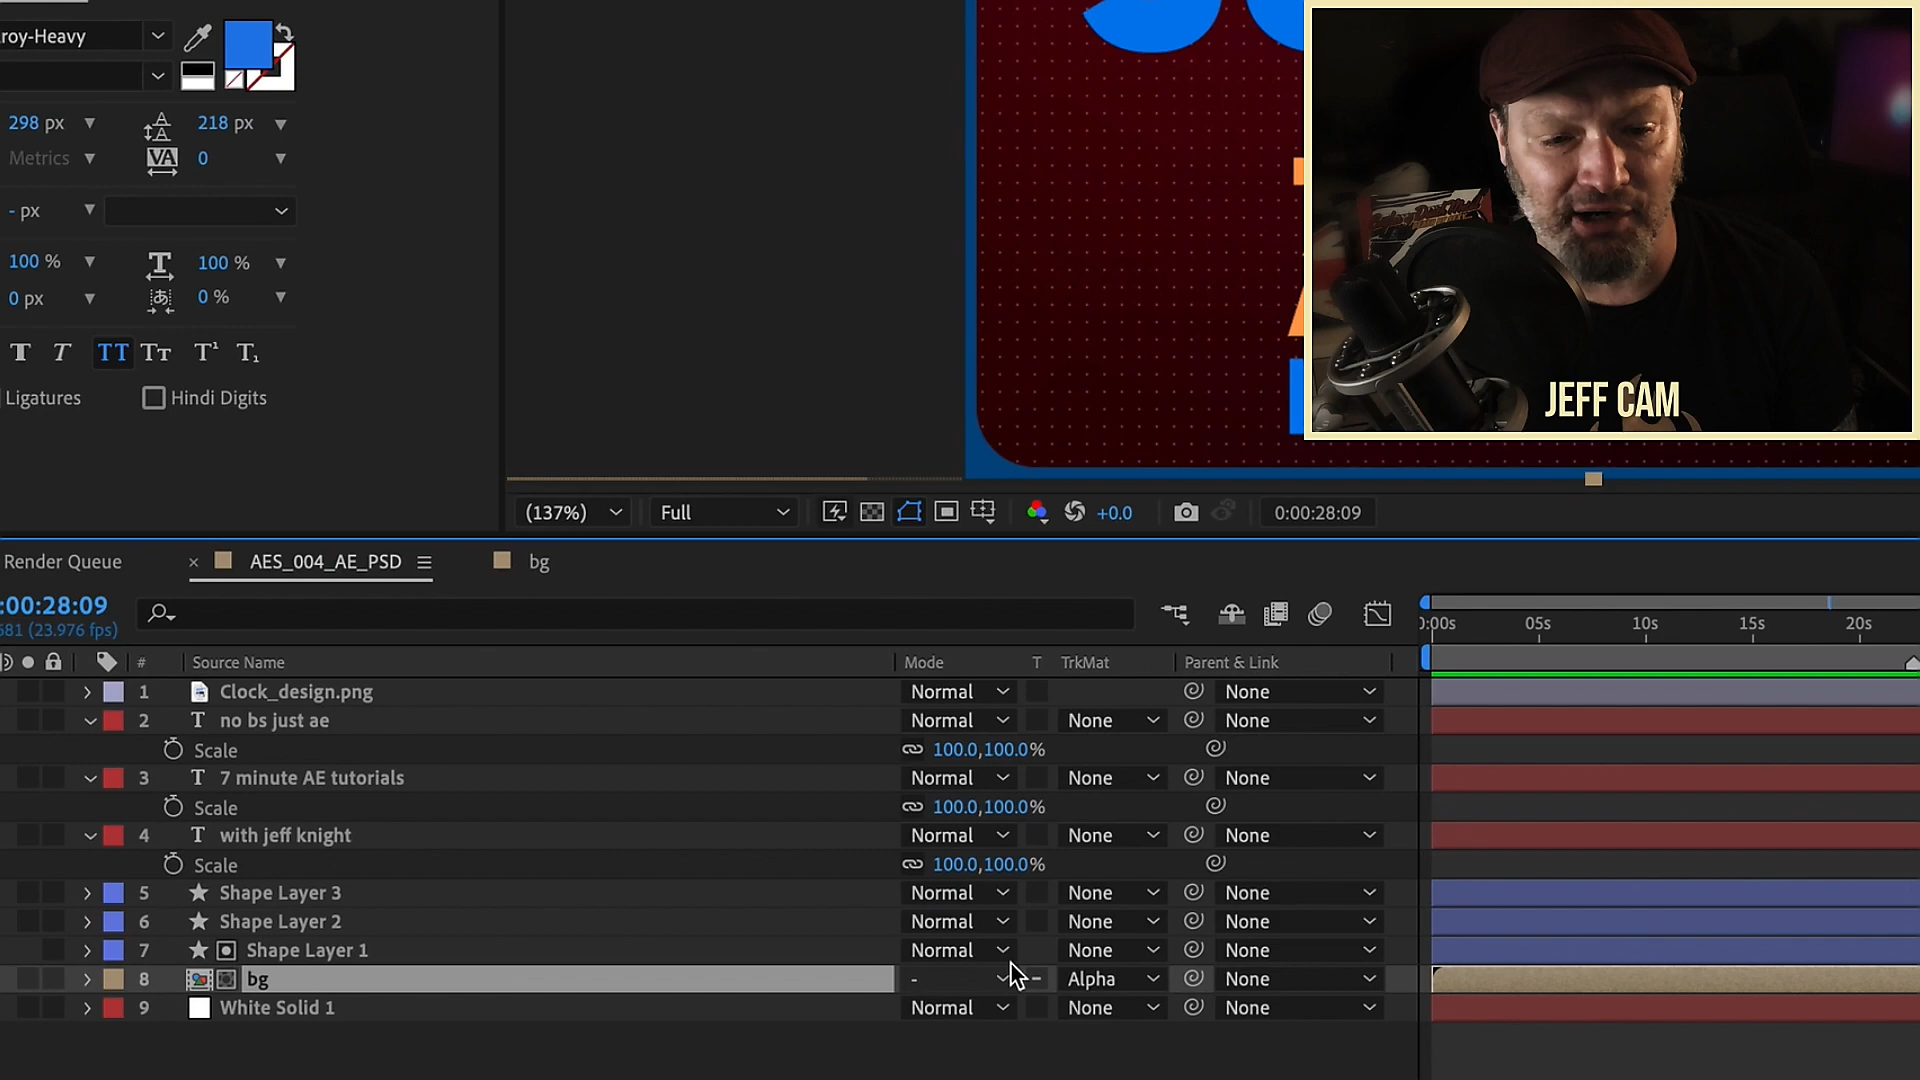 roy-Heavy
298 px
218 px
Metrics
VA
0
- px
100 %
100 %
0 px
0 %
T T TT Tт T¹ T₁
Ligatures
Hindi Digits
JEFF CAM
(137%)
Full
+0.0
0:00:28:09
Render Queue
AES_004_AE_PSD
bg
:00:28:09
581 (23.976 fps)
0:00s 05s 10s 15s 20s
# Source Name Mode T TrkMat Parent & Link
1 Clock_design.png Normal None
2 T no bs just ae Normal None None
Scale 100.0,100.0%
3 T 7 minute AE tutorials Normal None None
Scale 100.0,100.0%
4 T with jeff knight Normal None None
Scale 100.0,100.0%
5 Shape Layer 3 Normal None None
6 Shape Layer 2 Normal None None
7 Shape Layer 1 Normal None None
8 bg - Alpha None
9 White Solid 1 Normal None None